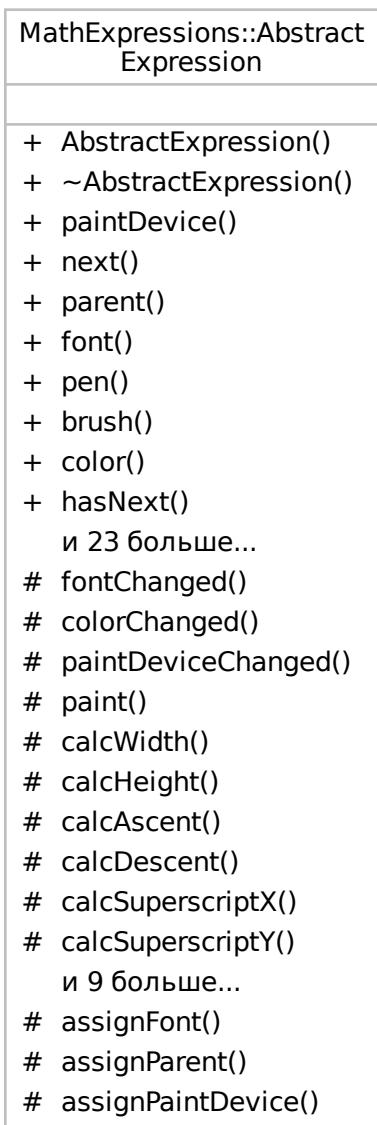 MathExpressions::Abstract
Expression
+ AbstractExpression()
+ ~AbstractExpression()
+ paintDevice()
+ next()
+ parent()
+ font()
+ pen()
+ brush()
+ color()
+ hasNext()
и 23 больше...
# fontChanged()
# colorChanged()
# paintDeviceChanged()
# paint()
# calcWidth()
# calcHeight()
# calcAscent()
# calcDescent()
# calcSuperscriptX()
# calcSuperscriptY()
и 9 больше...
# assignFont()
# assignParent()
# assignPaintDevice()